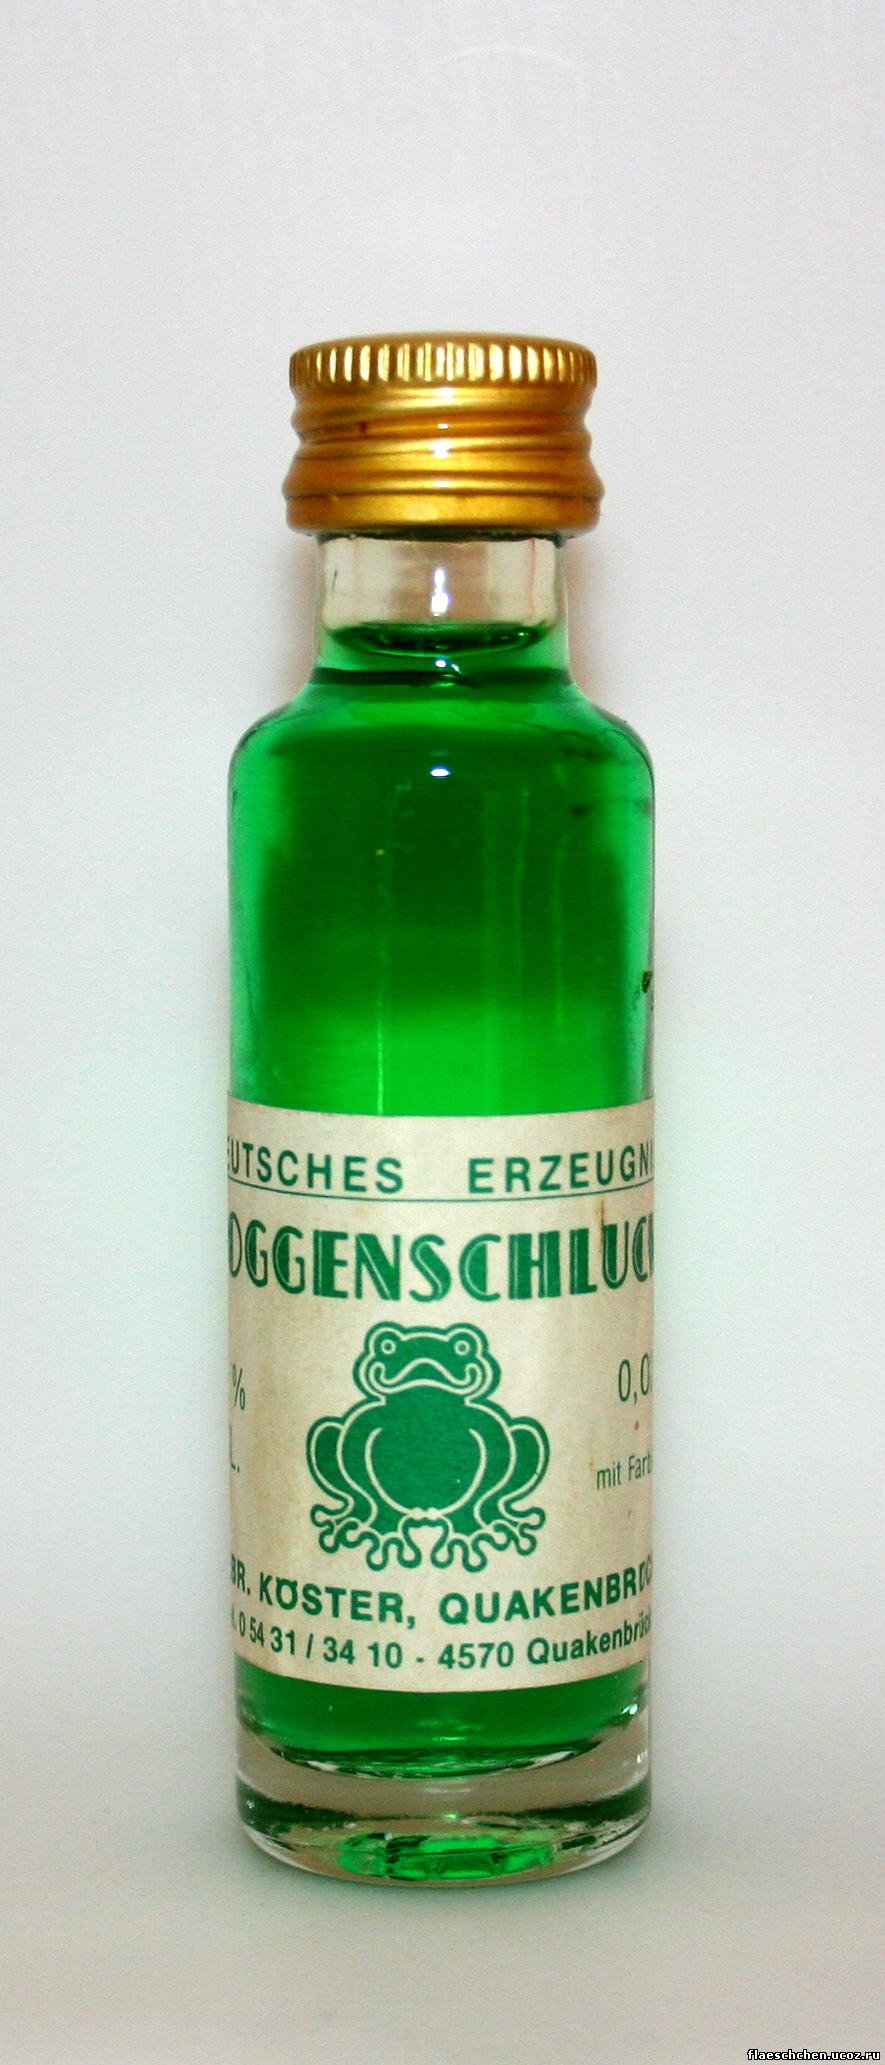 EUTSCHES ERZEUGNI
OGGENSCHLUC
%
0,0
L.
mit Farb
BR. KÖSTER, QUAKENBRÜC
. 0 54 31 / 34 10 - 4570 Quakenbrück
flaeschchen.ucoz.ru